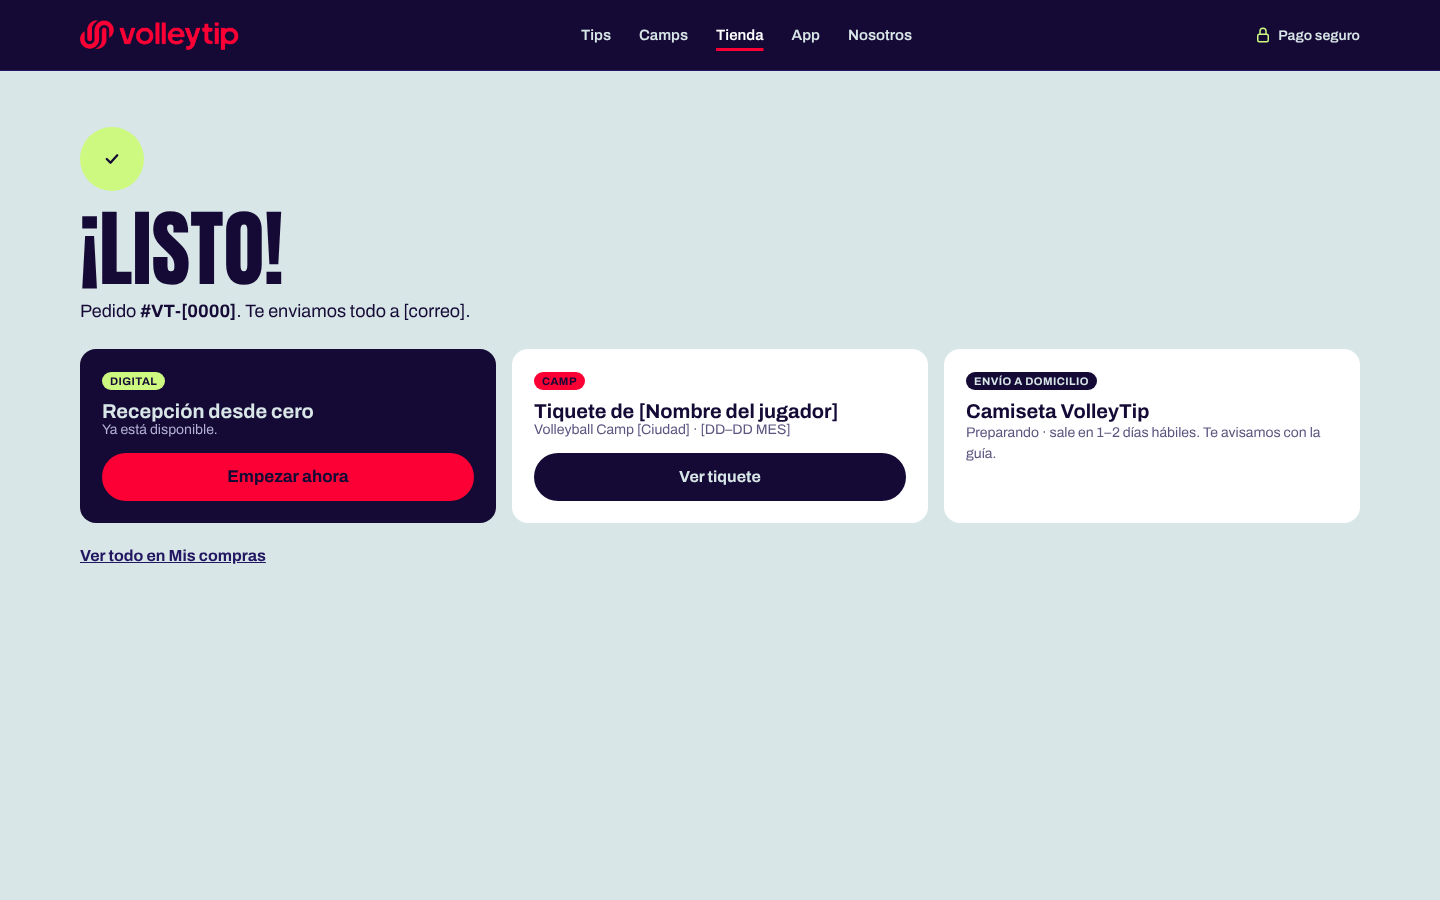 volleytip
Tips
Camps
Tienda
App
Nosotros
Pago seguro
¡LISTO!
Pedido #VT-[0000]. Te enviamos todo a [correo].
DIGITAL
Recepción desde cero
Ya está disponible.
Empezar ahora
CAMP
Tiquete de [Nombre del jugador]
Volleyball Camp [Ciudad] · [DD–DD MES]
Ver tiquete
ENVÍO A DOMICILIO
Camiseta VolleyTip
Preparando · sale en 1–2 días hábiles. Te avisamos con la
guía.
Ver todo en Mis compras